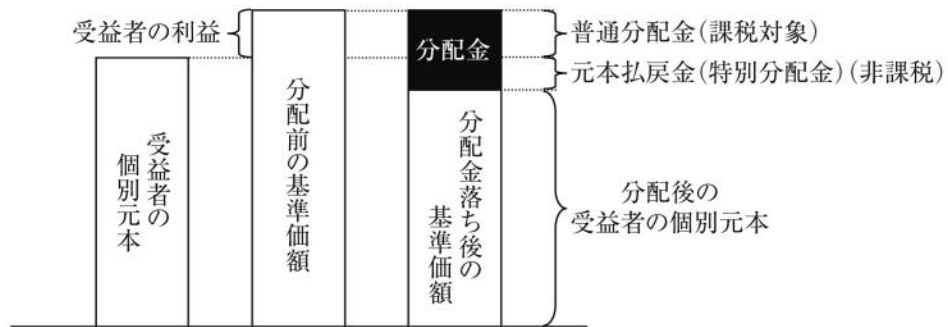 受益者の利益
分配金
普通分配金(課税対象)
元本払戻金(特別分配金)(非課税)
受益者の
個別元本
分配前の基準価額
分配金落ち後の
基準価額
分配後の
受益者の個別元本